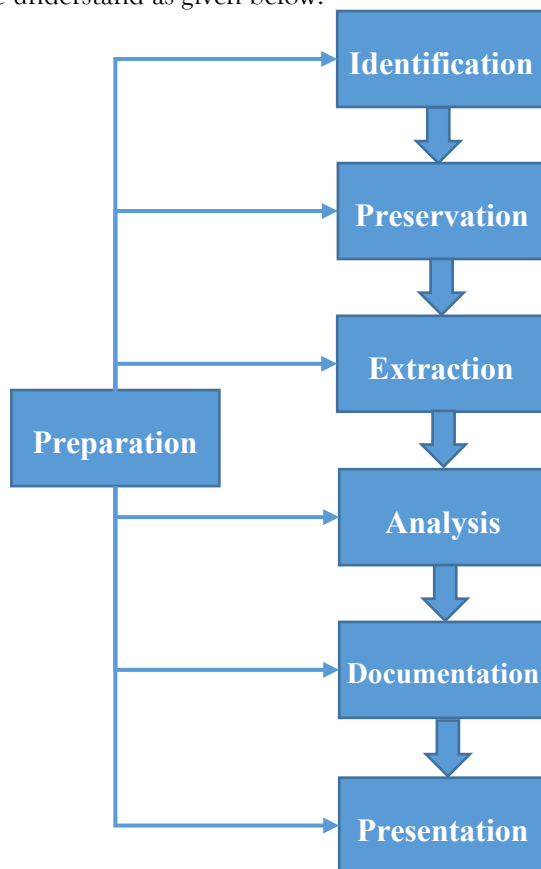 understand as given below:
Identification
Preservation
Extraction
Preparation
Analysis
Documentation
Presentation